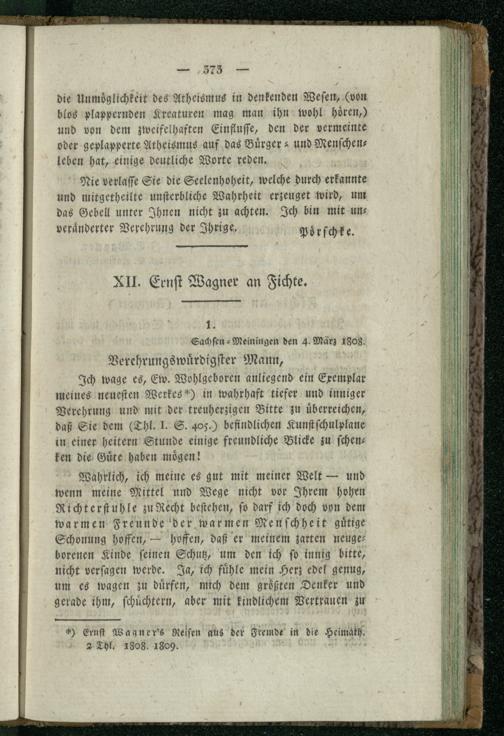 — 573 —
die Unmöglichkeit des Atheismus in denkenden Wesen, (von
blos plappernden Kreaturen mag man ihn wohl hören,)
und von dem zweifelhaften Einflusse, den der vermeinte
oder geplapperte Atheismus auf das Bürger- und Menschen-
leben hat, einige deutliche Worte reden.
Nie verlasse Sie die Seelenhoheit, welche durch erkannte
und mitgetheilte unsterbliche Wahrheit erzeuget wird, um
das Gebell unter Ihnen nicht zu achten. Ich bin mit un-
veränderter Verehrung der Ihrige,
Pörschke.
XII. Ernst Wagner an Fichte.
1.
Sachsen-Meiningen den 4. März 1808.
Verehrungswürdigster Mann,
Ich wage es, Ew. Wohlgeboren anliegend ein Exemplar
meines neuesten Werkes*) in wahrhaft tiefer und inniger
Verehrung und mit der treuherzigen Bitte zu überreichen,
daß Sie dem (Thl. I. S. 405.) befindlichen Kunstschulplane
in einer heitern Stunde einige freundliche Blicke zu schen-
ken die Güte haben mögen!
Wahrlich, ich meine es gut mit meiner Welt — und
wenn meine Mittel und Wege nicht vor Ihrem hohen
Richterstuhle zu Recht bestehen, so darf ich doch von dem
warmen Freunde der warmen Menschheit gütige
Schonung hoffen, — hoffen, daß er meinem zarten neuge-
borenen Kinde seinen Schutz, um den ich so innig bitte,
nicht versagen werde. Ja, ich fühle mein Herz edel genug,
um es wagen zu dürfen, mich dem größten Denker und
gerade ihm, schüchtern, aber mit kindlichem Vertrauen zu
*) Ernst Wagner's Reisen aus der Fremde in die Heimath.
2 Thl. 1808. 1809.